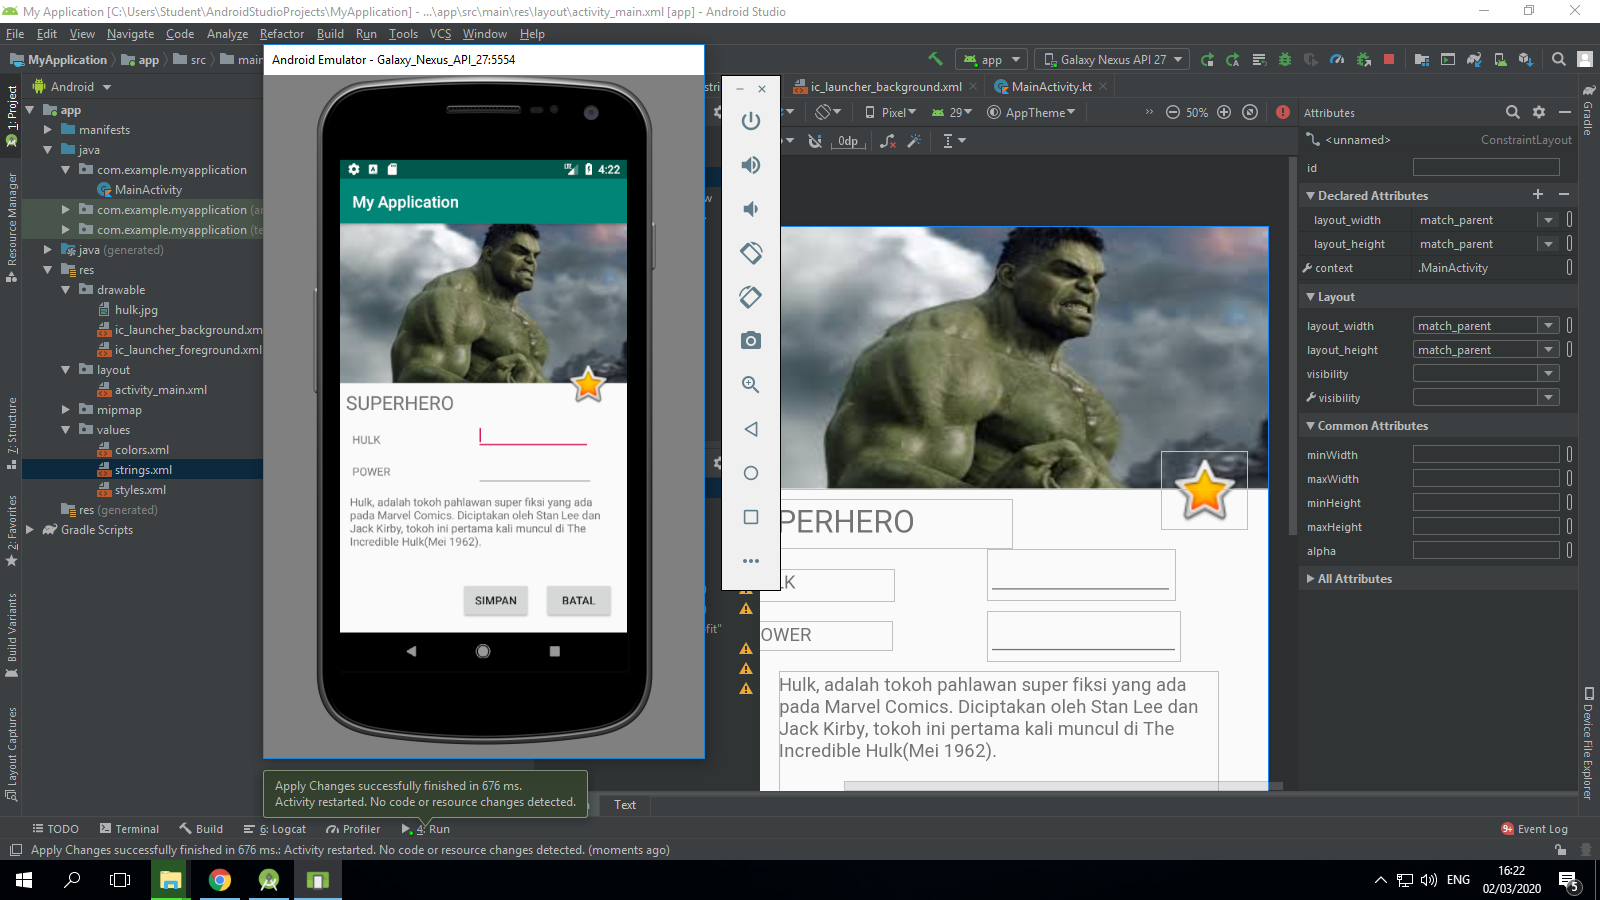 My Application [C:\Users\Student\AndroidStudioProjects\MyApplication] - ...\app\src\main\res\layout\activity_main.xml [app] - Android Studio
File Edit View Navigate Code Analyze Refactor Build Run Tools VCS Window Help
MyApplication app src main
app
Galaxy Nexus API 27
Android
ic_launcher_background.xml
MainActivity.kt
1: Project
Resource Manager
7: Structure
2: Favorites
Build Variants
Layout Captures
app
manifests
java
com.example.myapplication
MainActivity
com.example.myapplication
com.example.myapplication
java (generated)
res
drawable
hulk.jpg
ic_launcher_background.xm
ic_launcher_foreground.xml
layout
activity_main.xml
mipmap
values
colors.xml
strings.xml
styles.xml
res (generated)
Gradle Scripts
Android Emulator - Galaxy_Nexus_API_27:5554
4:22
My Application
SUPERHERO
HULK
POWER
Hulk, adalah tokoh pahlawan super fiksi yang ada
pada Marvel Comics. Diciptakan oleh Stan Lee dan
Jack Kirby, tokoh ini pertama kali muncul di The
Incredible Hulk(Mei 1962).
SIMPAN BATAL
Pixel 29 AppTheme 50%
0dp
PERHERO
LK
OWER
Hulk, adalah tokoh pahlawan super fiksi yang ada
pada Marvel Comics. Diciptakan oleh Stan Lee dan
Jack Kirby, tokoh ini pertama kali muncul di The
Incredible Hulk(Mei 1962).
fit"
Text
Attributes
<unnamed> ConstraintLayout
id
Declared Attributes
layout_width match_parent
layout_height match_parent
context .MainActivity
Layout
layout_width match_parent
layout_height match_parent
visibility
visibility
Common Attributes
minWidth
maxWidth
minHeight
maxHeight
alpha
All Attributes
Gradle
Device File Explorer
Apply Changes successfully finished in 676 ms.
Activity restarted. No code or resource changes detected.
TODO Terminal Build 6: Logcat Profiler 4: Run
9+ Event Log
Apply Changes successfully finished in 676 ms.: Activity restarted. No code or resource changes detected. (moments ago)
ENG
16:22
02/03/2020
5